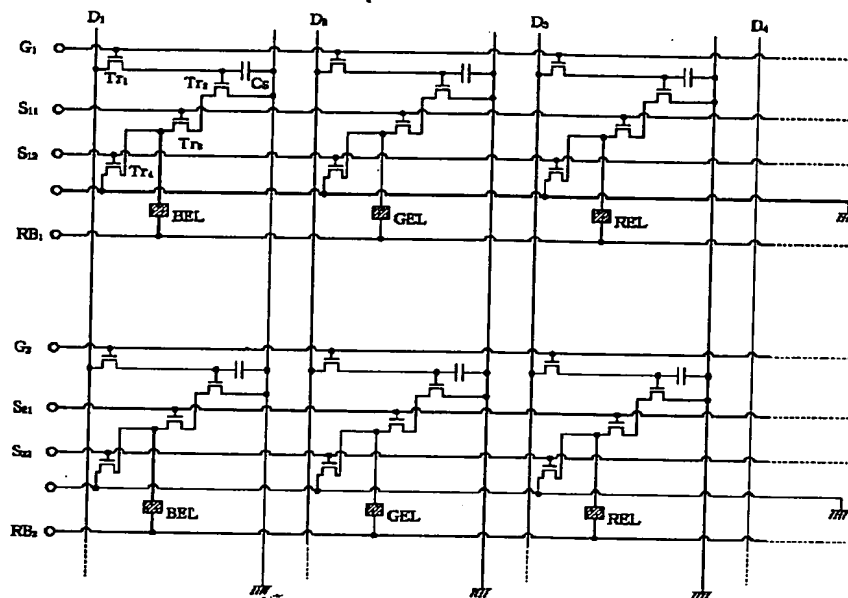 D₁ D₂ D₃ D₄
G₁
Tr₁ Tr₂ Cs
S₁₁
Tr₃
S₁₂
Tr₄
BEL GEL REL
RB₁
G₂
S₂₁
S₂₂
BEL GEL REL
RB₂